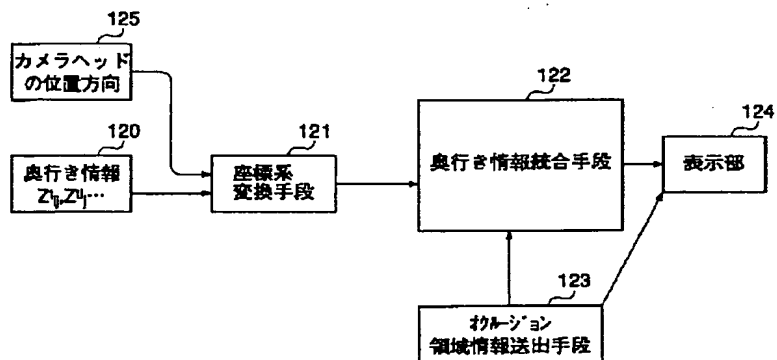 125
カメラヘッド
の位置方向
120
奥行き情報
Z^t_ij,Z^u_ij…
121
座標系
変換手段
122
奥行き情報統合手段
124
表示部
123
オクルージョン
領域情報送出手段